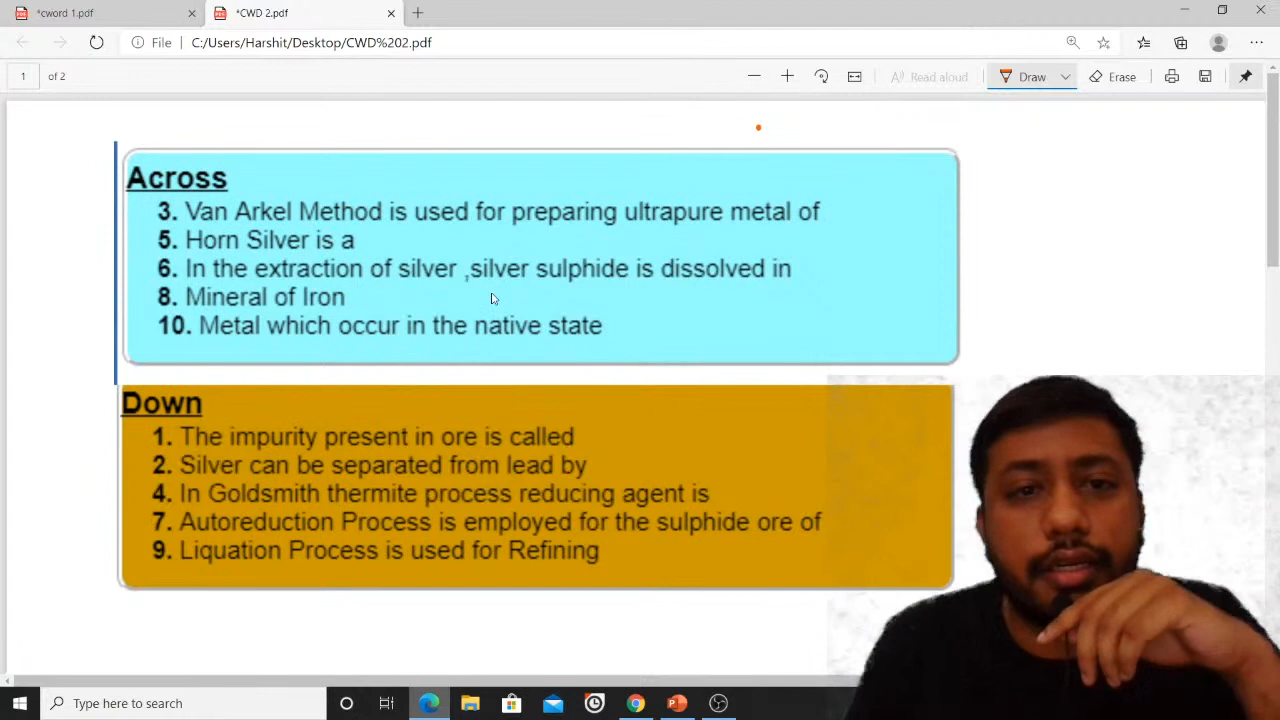 *cword 1.pdf
*CWD 2.pdf
File C:/Users/Harshit/Desktop/CWD%202.pdf
1 of 2 Read aloud Draw Erase
Across
3. Van Arkel Method is used for preparing ultrapure metal of
5. Horn Silver is a
6. In the extraction of silver ,silver sulphide is dissolved in
8. Mineral of Iron
10. Metal which occur in the native state
Down
1. The impurity present in ore is called
2. Silver can be separated from lead by
4. In Goldsmith thermite process reducing agent is
7. Autoreduction Process is employed for the sulphide ore of
9. Liquation Process is used for Refining
Type here to search